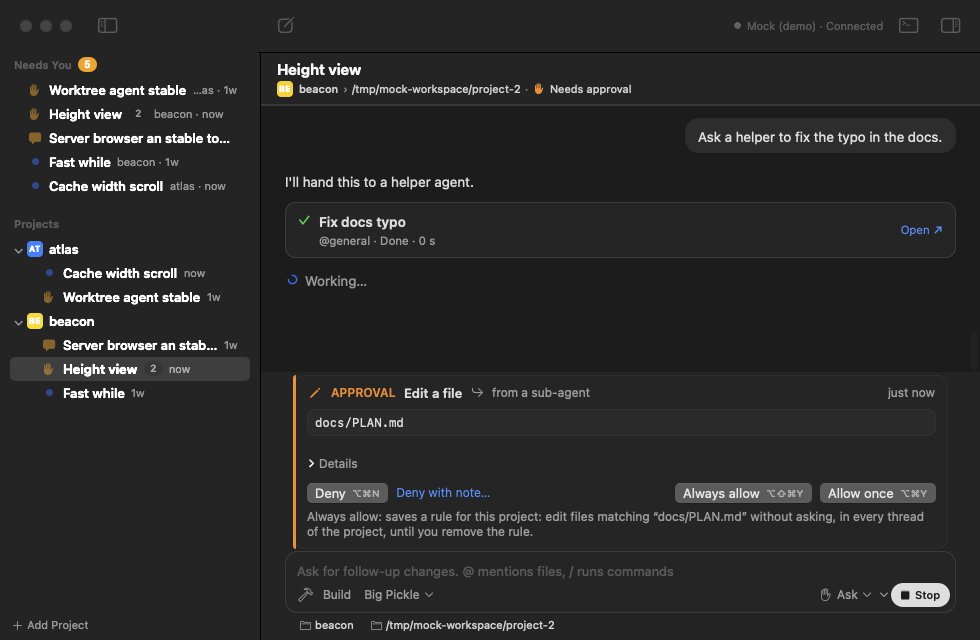 Mock (demo) · Connected
Needs You 5
Worktree agent stable ...as · 1w
Height view 2 beacon · now
Server browser an stable to...
Fast while beacon · 1w
Cache width scroll atlas · now
Projects
AT atlas
Cache width scroll now
Worktree agent stable 1w
BE beacon
Server browser an stab... 1w
Height view 2 now
Fast while 1w
Add Project
Height view
BE beacon › /tmp/mock-workspace/project-2 · Needs approval
Ask a helper to fix the typo in the docs.
I'll hand this to a helper agent.
Fix docs typo
@general · Done · 0 s
Open ↗
Working...
APPROVAL Edit a file from a sub-agent just now
docs/PLAN.md
Details
Deny ⌥⌘N Deny with note... Always allow ⌥⇧⌘Y Allow once ⌥⌘Y
Always allow: saves a rule for this project: edit files matching “docs/PLAN.md” without asking, in every thread
of the project, until you remove the rule.
Ask for follow-up changes. @ mentions files, / runs commands
Build Big Pickle Ask Stop
beacon /tmp/mock-workspace/project-2